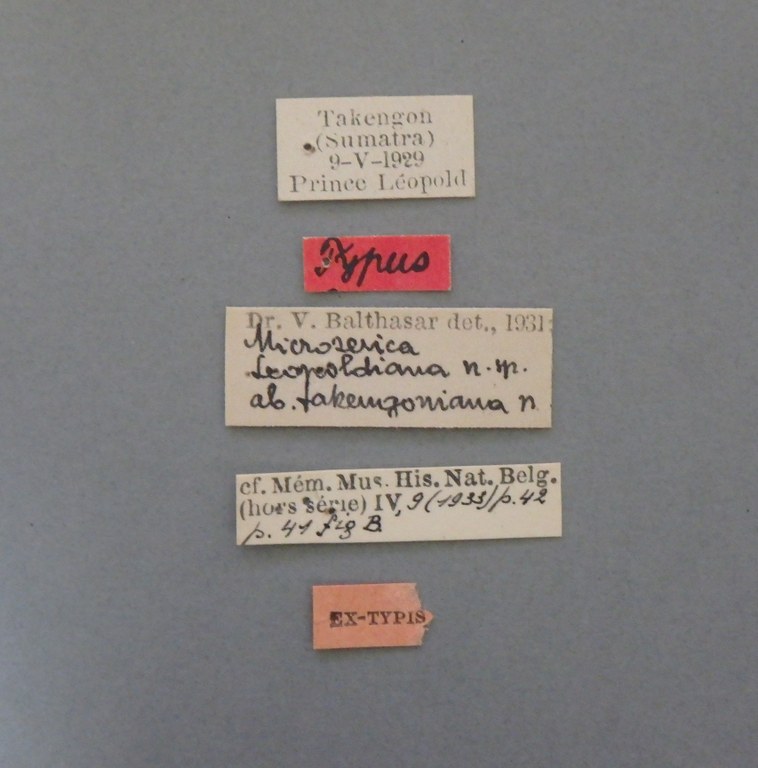 Takengon
(Sumatra)
9-V-1929
Prince Léopold
Typus
Dr. V. Balthasar det., 1931
Microserica
Leopoldiana n. sp.
ab. takengoniana n
cf. Mém. Mus. His. Nat. Belg.
(hors série) IV, 9 (1933) p. 42
p. 41 fig B.
EX-TYPIS